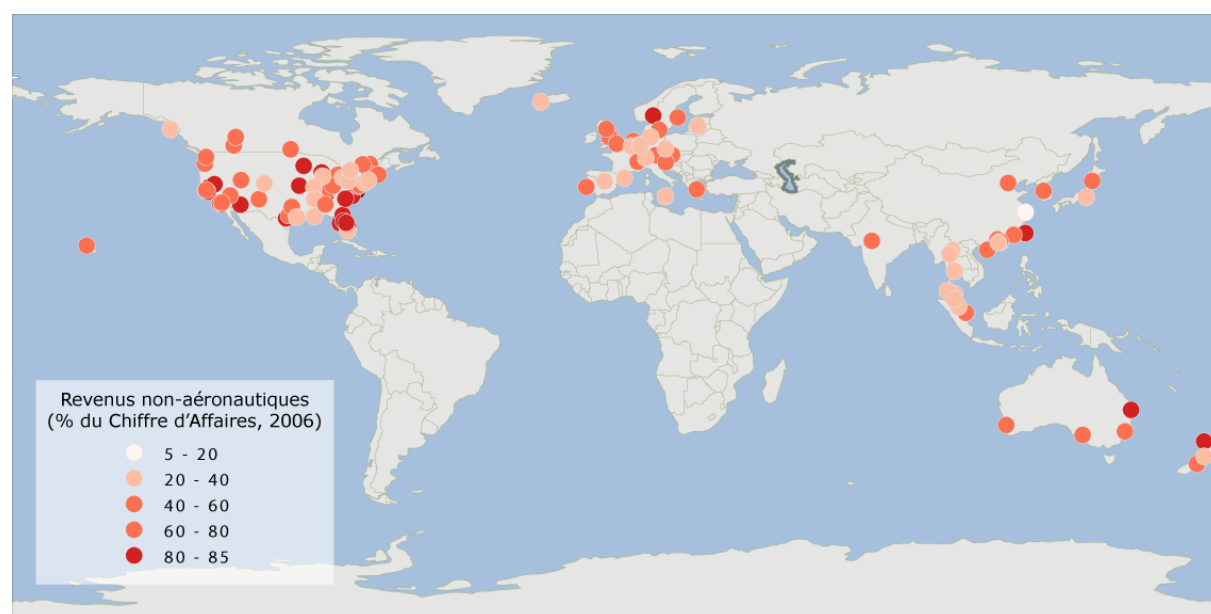 Revenus non-aéronautiques
(% du Chiffre d'Affaires, 2006)
5 - 20
20 - 40
40 - 60
60 - 80
80 - 85